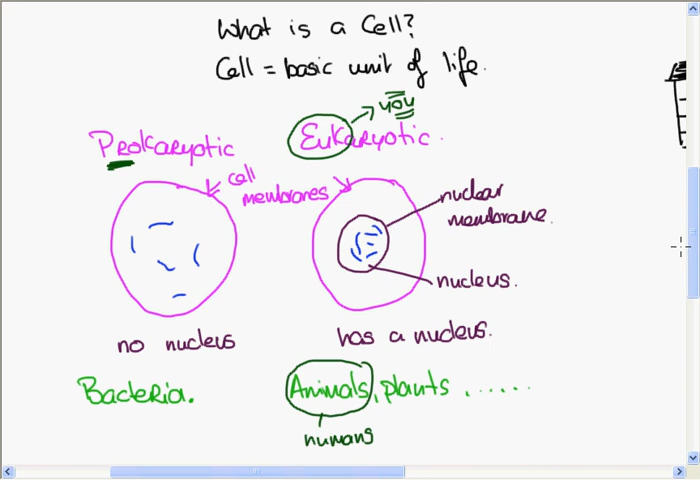 What is a Cell?
Cell = basic unit of life.
you
Prokaryotic
Eukaryotic.
cell
membranes
nuclear
membrane.
nucleus.
no nucleus
has a nucleus.
Bacteria.
Animals, plants ......
humans